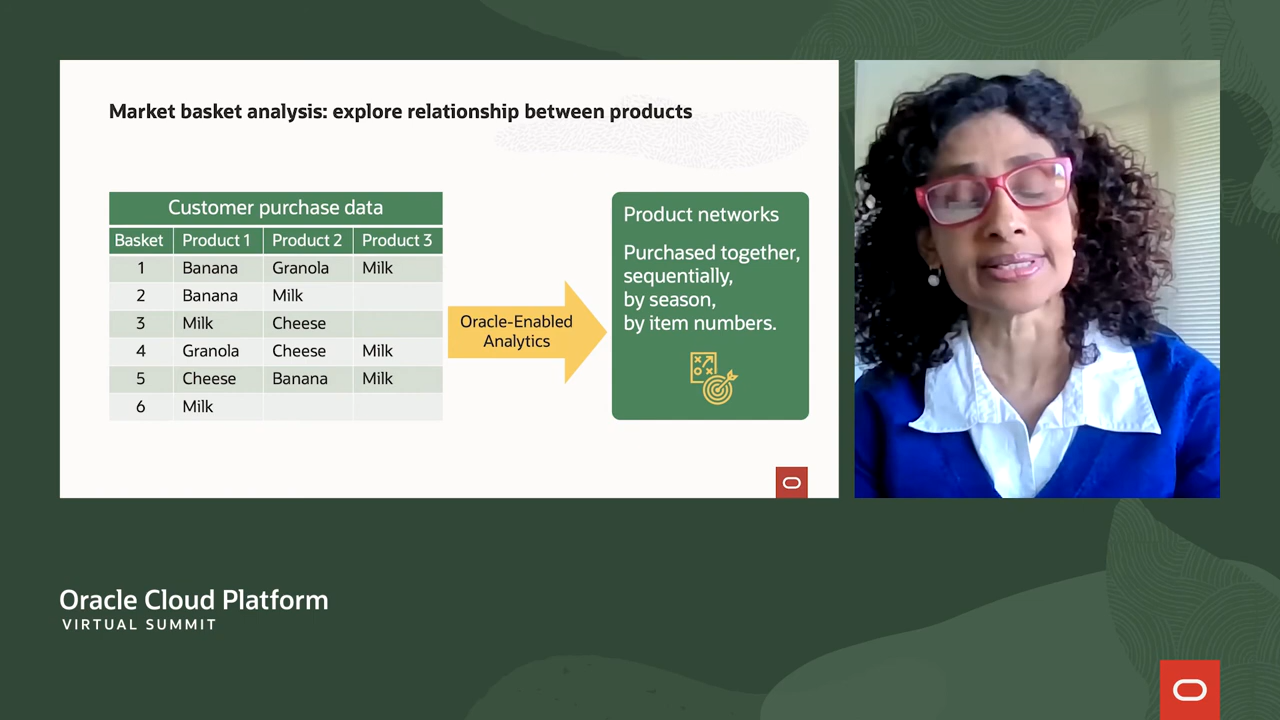 Market basket analysis: explore relationship between products
Customer purchase data
Basket Product 1 Product 2 Product 3
1 Banana Granola Milk
2 Banana Milk
3 Milk Cheese
4 Granola Cheese Milk
5 Cheese Banana Milk
6 Milk
Oracle-Enabled
Analytics
Product networks
Purchased together,
sequentially,
by season,
by item numbers.
Oracle Cloud Platform
VIRTUAL SUMMIT